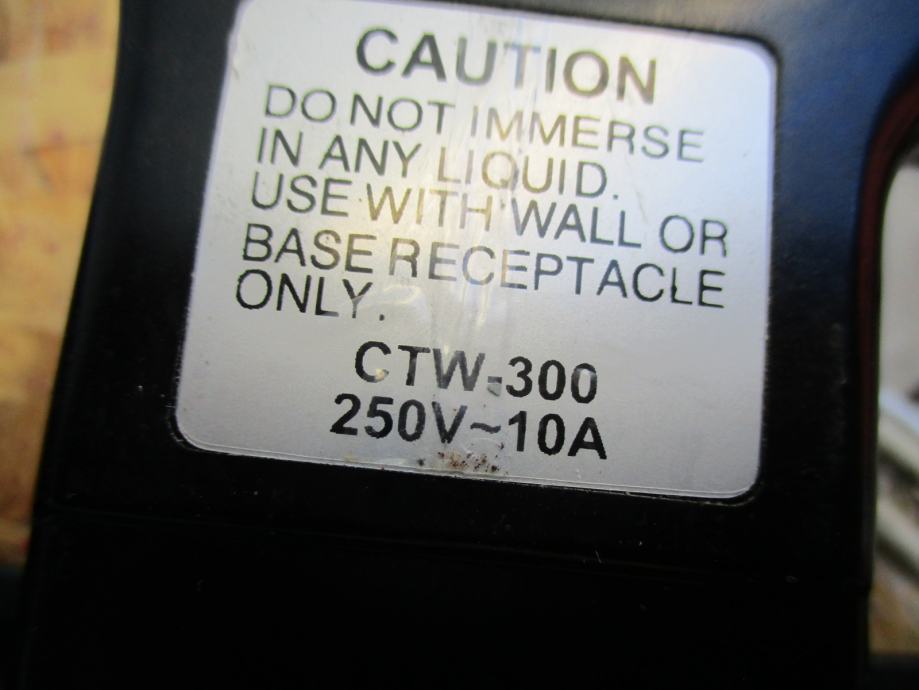 CAUTION
DO NOT IMMERSE
IN ANY LIQUID.
USE WITH WALL OR
BASE RECEPTACLE
ONLY.
CTW-300
250V~10A